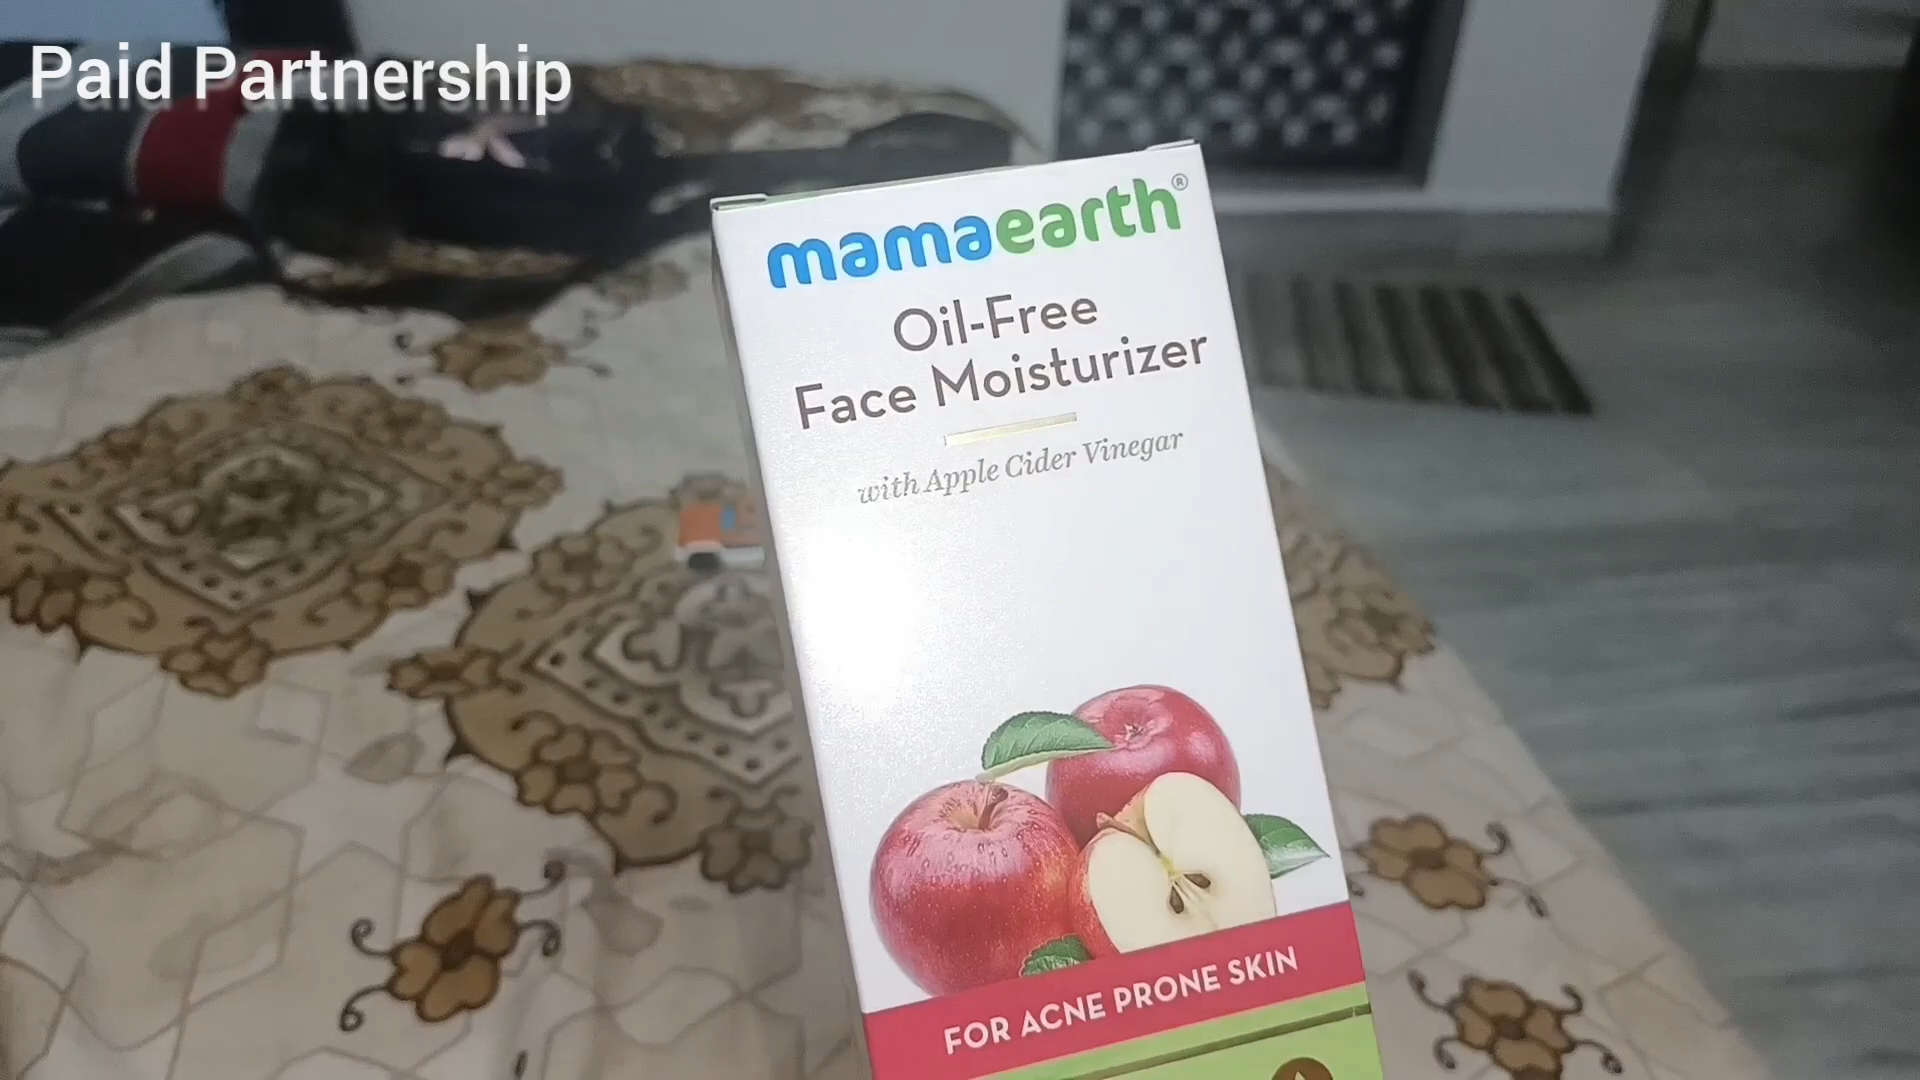 Paid Partnership
mamaearth®
Oil-Free
Face Moisturizer
with Apple Cider Vinegar
FOR ACNE PRONE SKIN